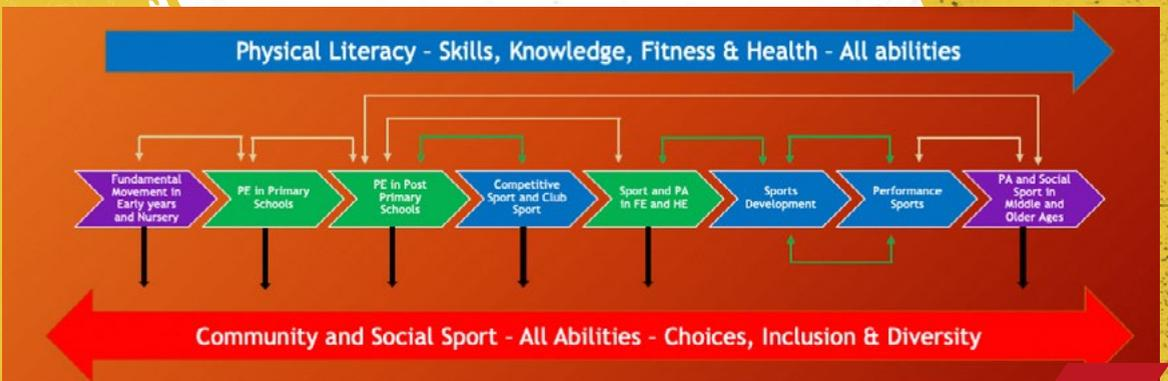 Physical Literacy - Skills, Knowledge, Fitness & Health - All abilities
Fundamental
Movement in
Early years
and Nursery
PE in Primary
Schools
PE in Post
Primary
Schools
Competitive
Sport and Club
Sport
Sport and PA
in FE and HE
Sports
Development
Performance
Sports
PA and Social
Sport in
Middle and
Older Ages
Community and Social Sport - All Abilities - Choices, Inclusion & Diversity